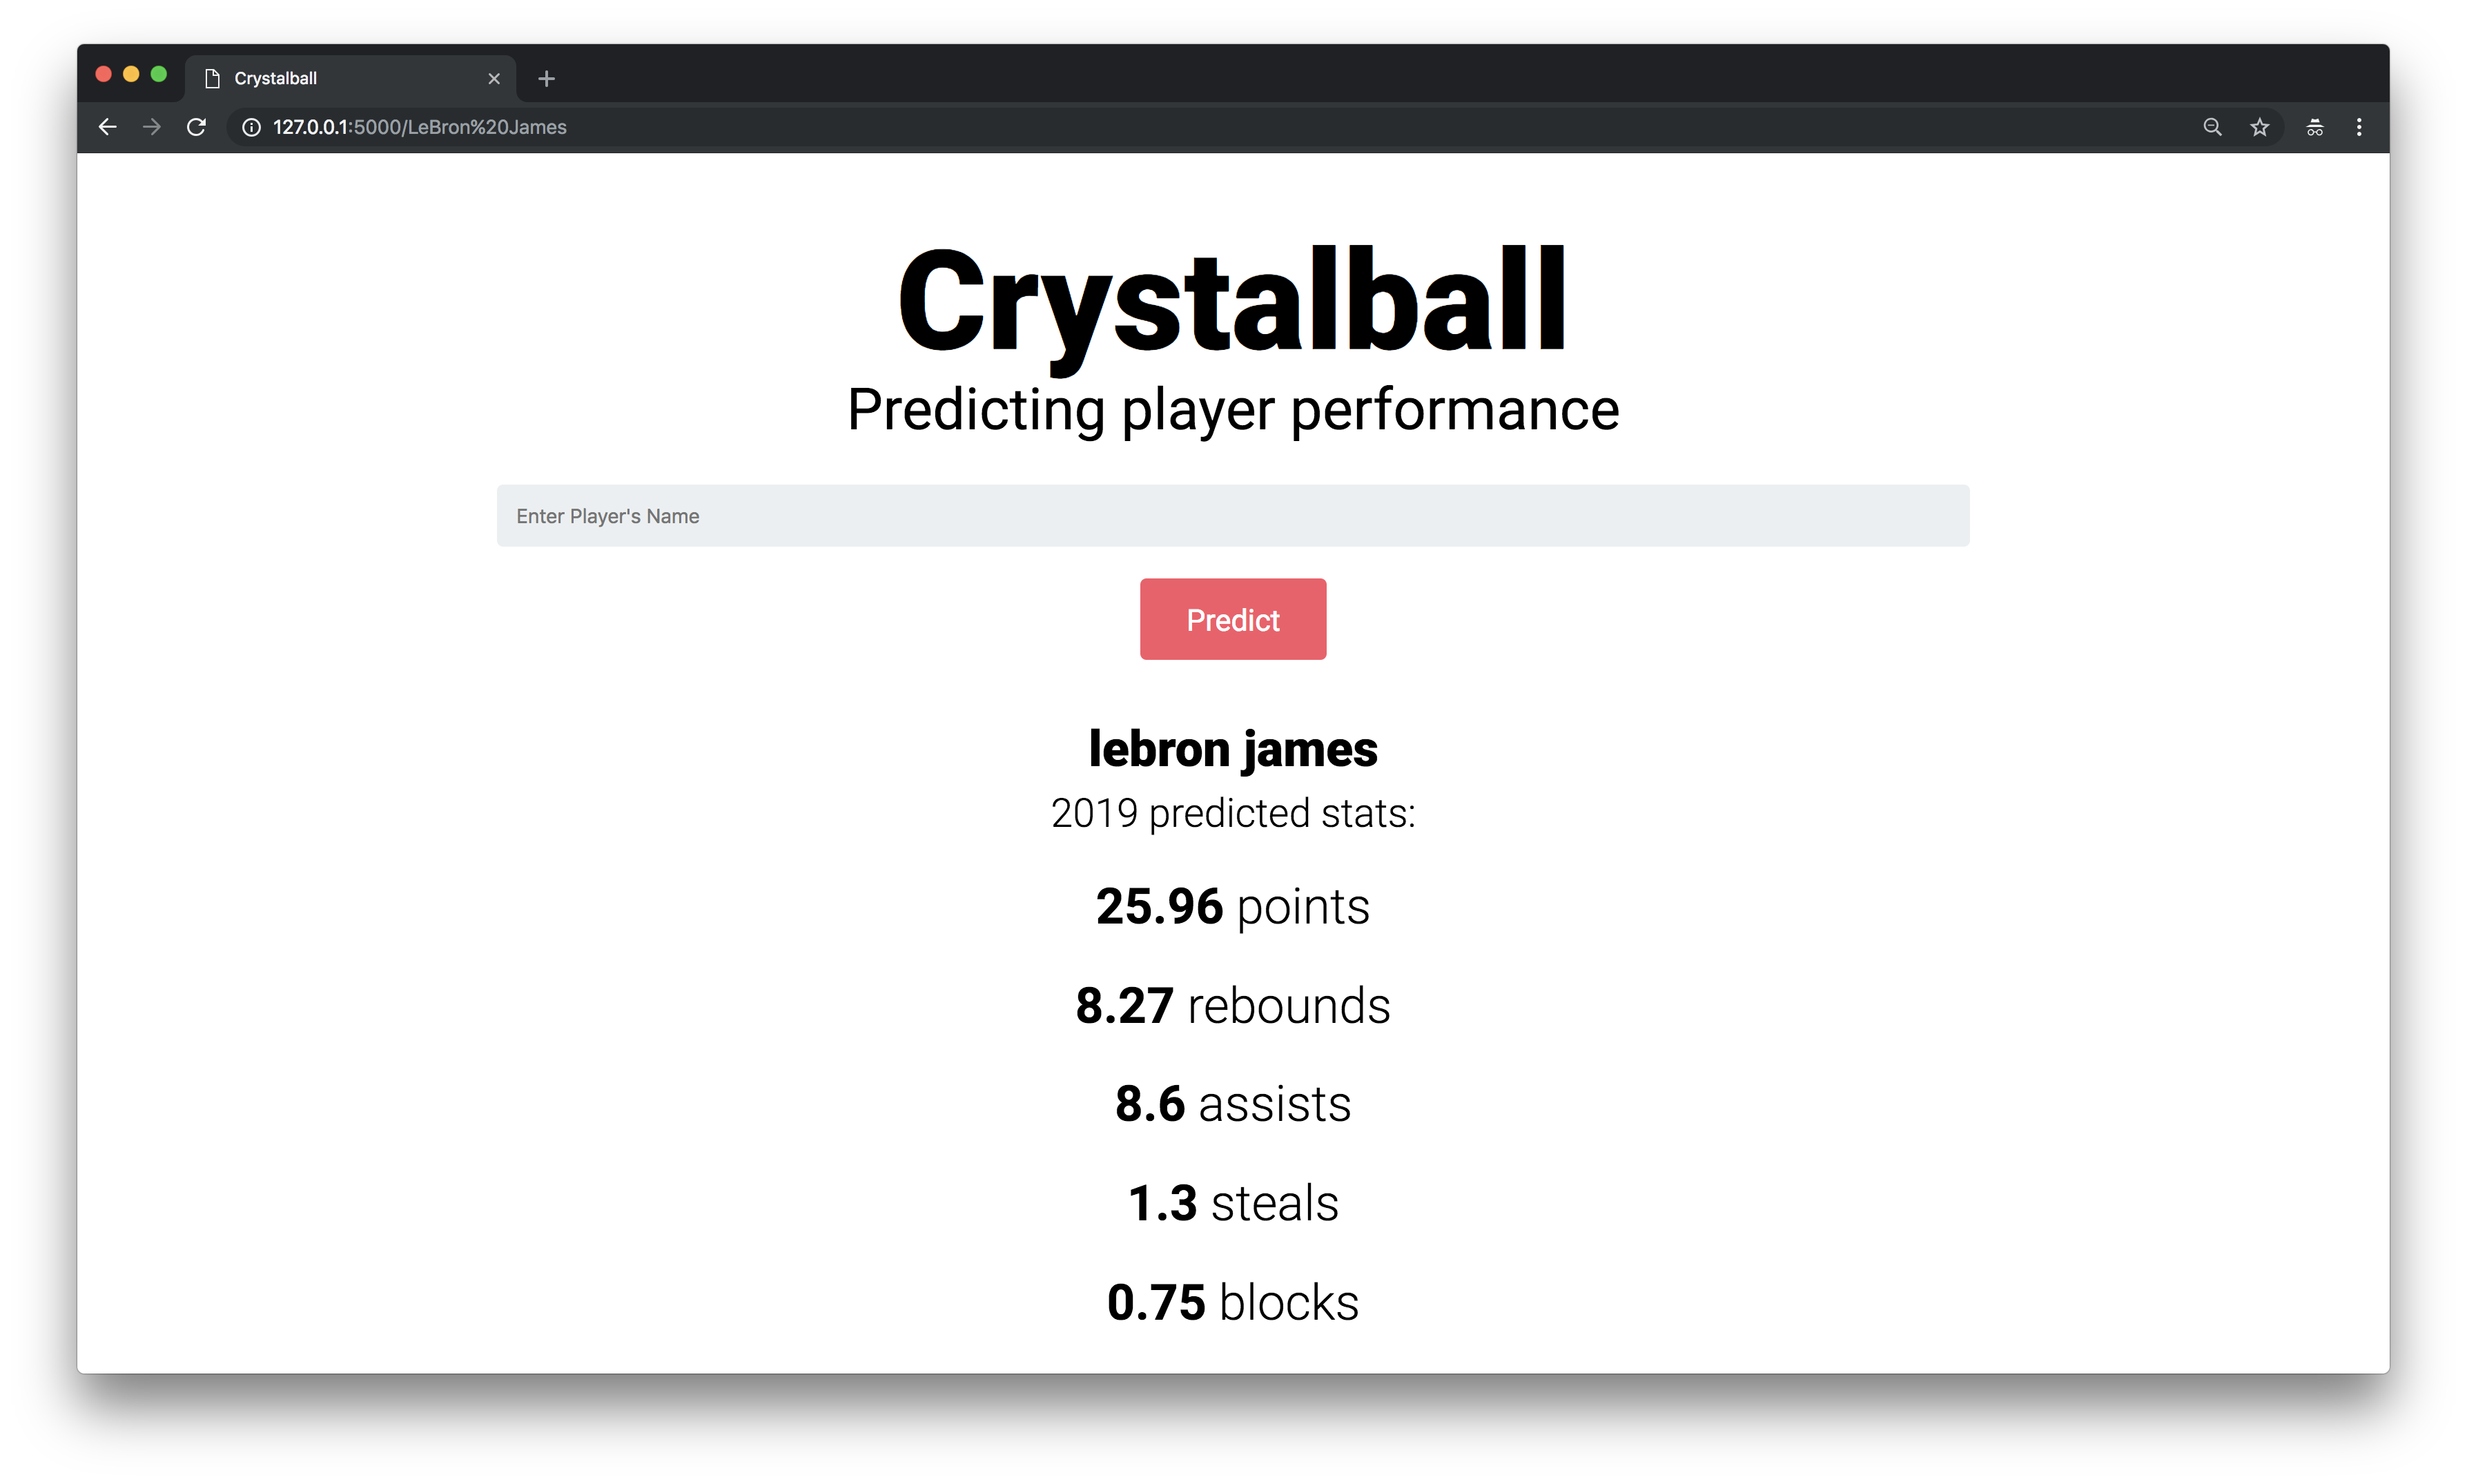 Crystalball
127.0.0.1:5000/LeBron%20James
Crystalball
Predicting player performance
Enter Player's Name
Predict
lebron james
2019 predicted stats:
25.96 points
8.27 rebounds
8.6 assists
1.3 steals
0.75 blocks